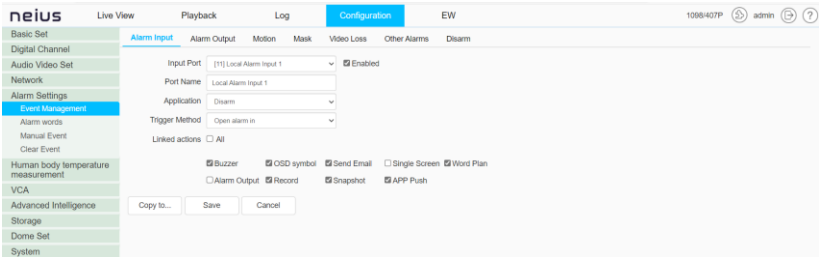 neius Live View Playback Log Configuration EW 1098/407P admin
Basic Set
Digital Channel
Audio Video Set
Network
Alarm Settings
Event Management
Alarm words
Manual Event
Clear Event
Human body temperature
measurement
VCA
Advanced Intelligence
Storage
Dome Set
System
Alarm Input Alarm Output Motion Mask Video Loss Other Alarms Disarm
Input Port [11] Local Alarm Input 1 Enabled
Port Name Local Alarm Input 1
Application Disarm
Trigger Method Open alarm in
Linked actions All
Buzzer OSD symbol Send Email Single Screen Word Plan
Alarm Output Record Snapshot APP Push
Copy to... Save Cancel